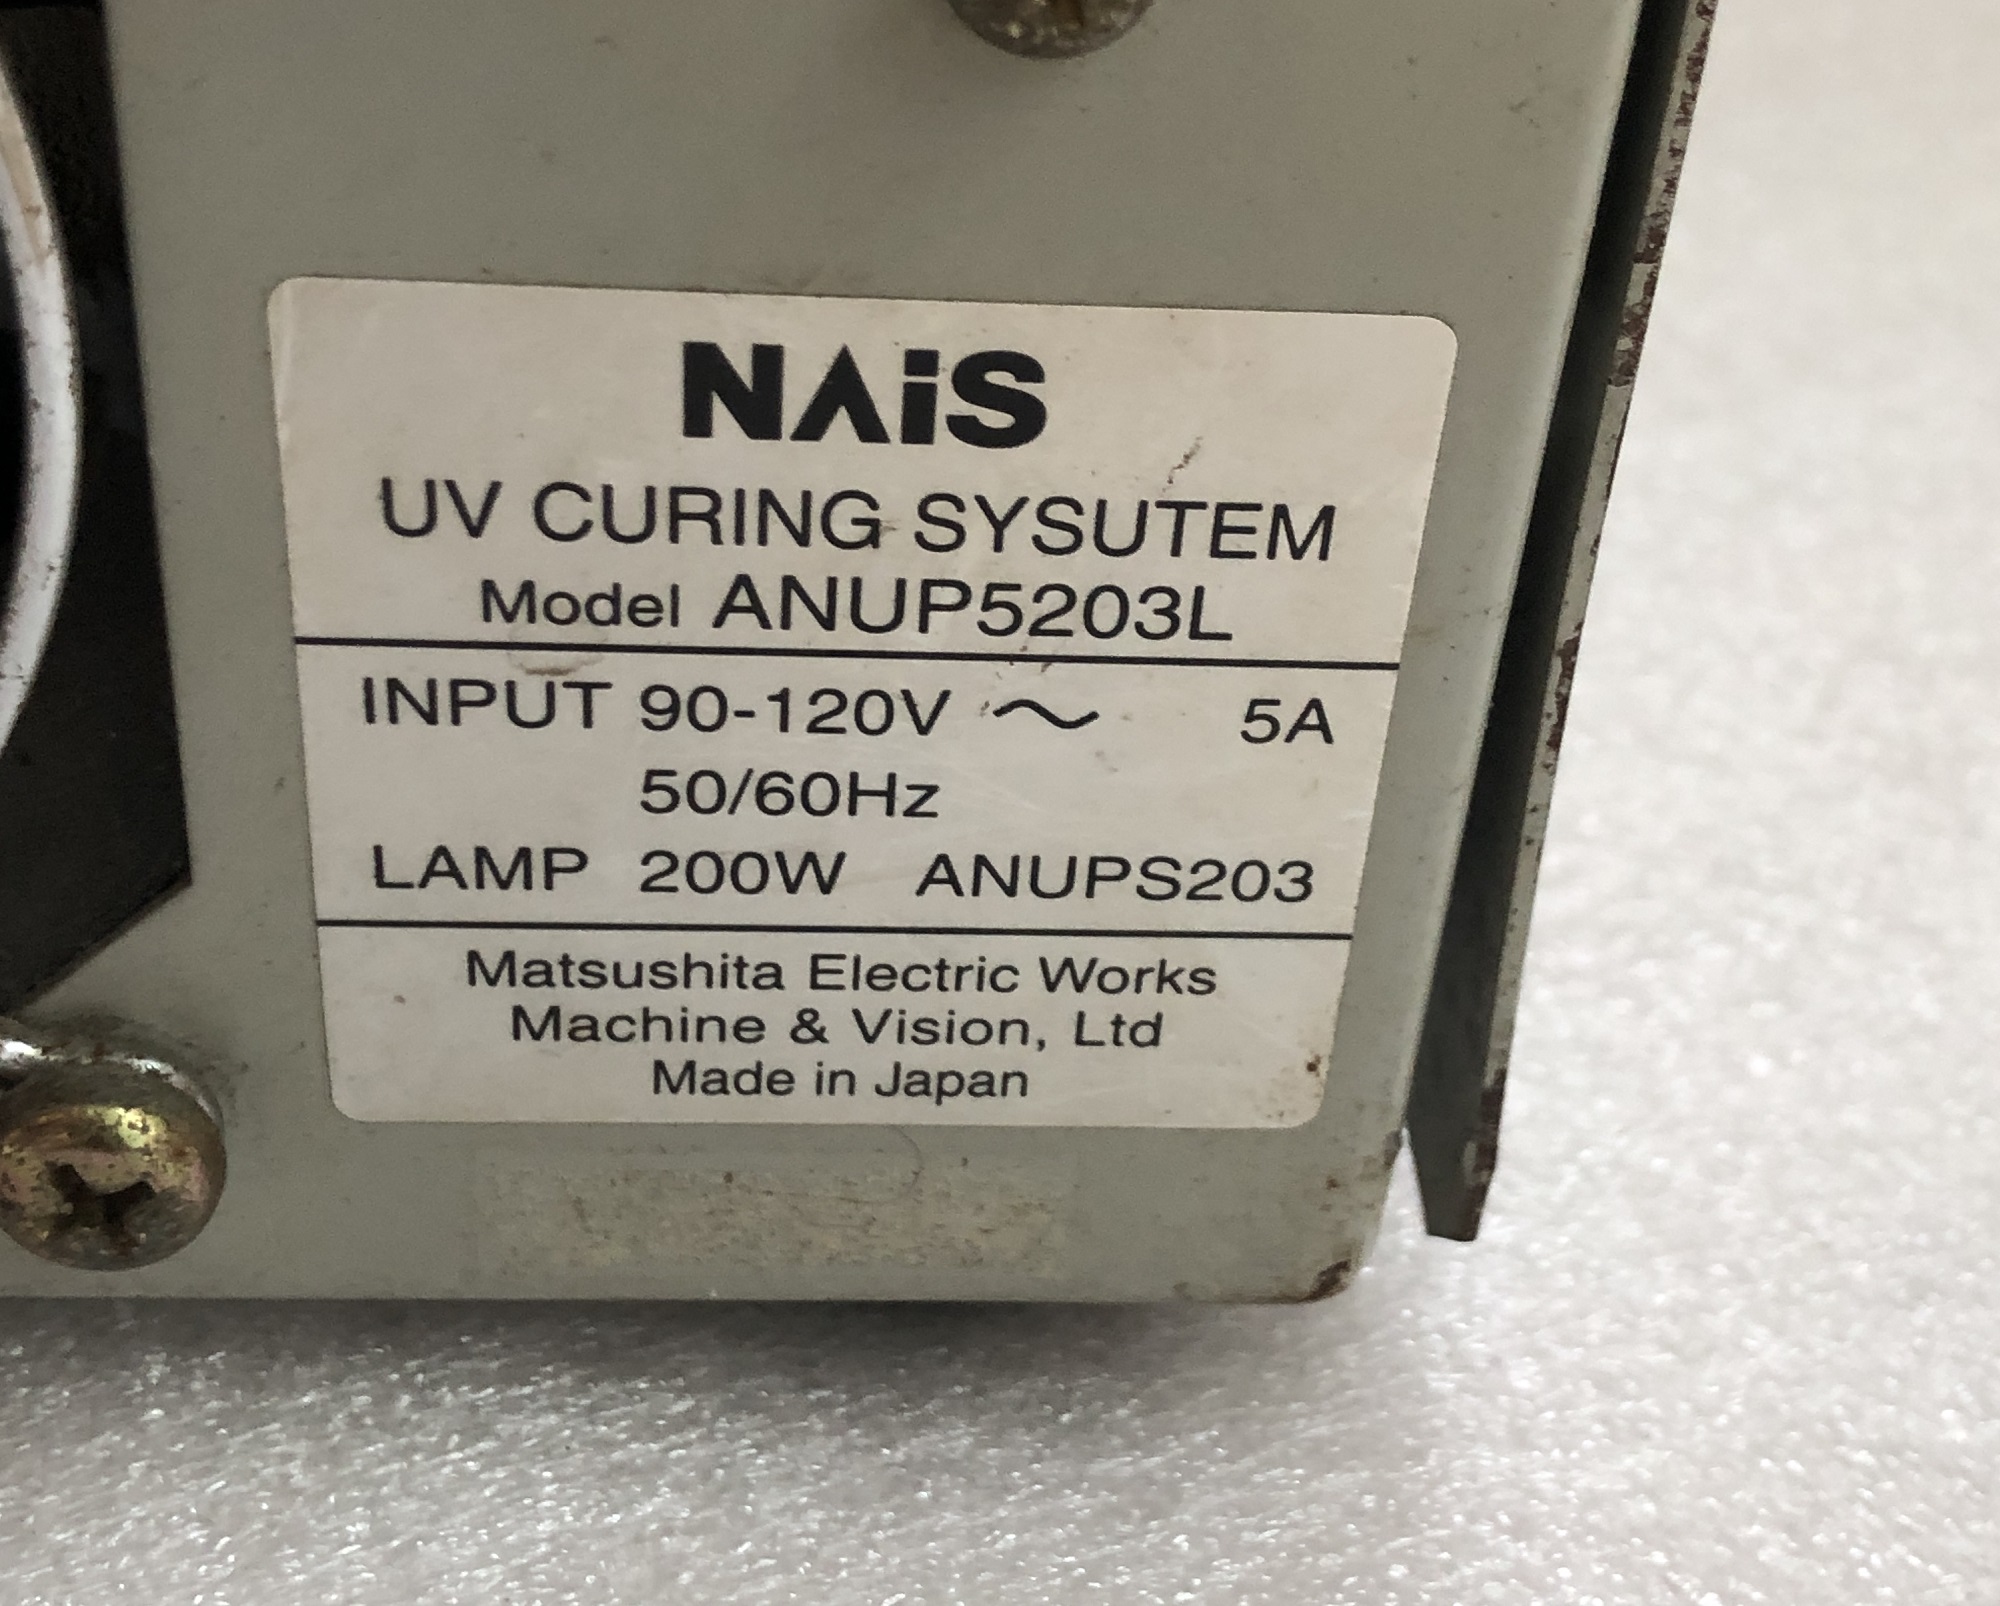 NAiS
UV CURING SYSUTEM
Model ANUP5203L
INPUT 90-120V ~ 5A
50/60Hz
LAMP 200W ANUPS203
Matsushita Electric Works
Machine & Vision, Ltd
Made in Japan